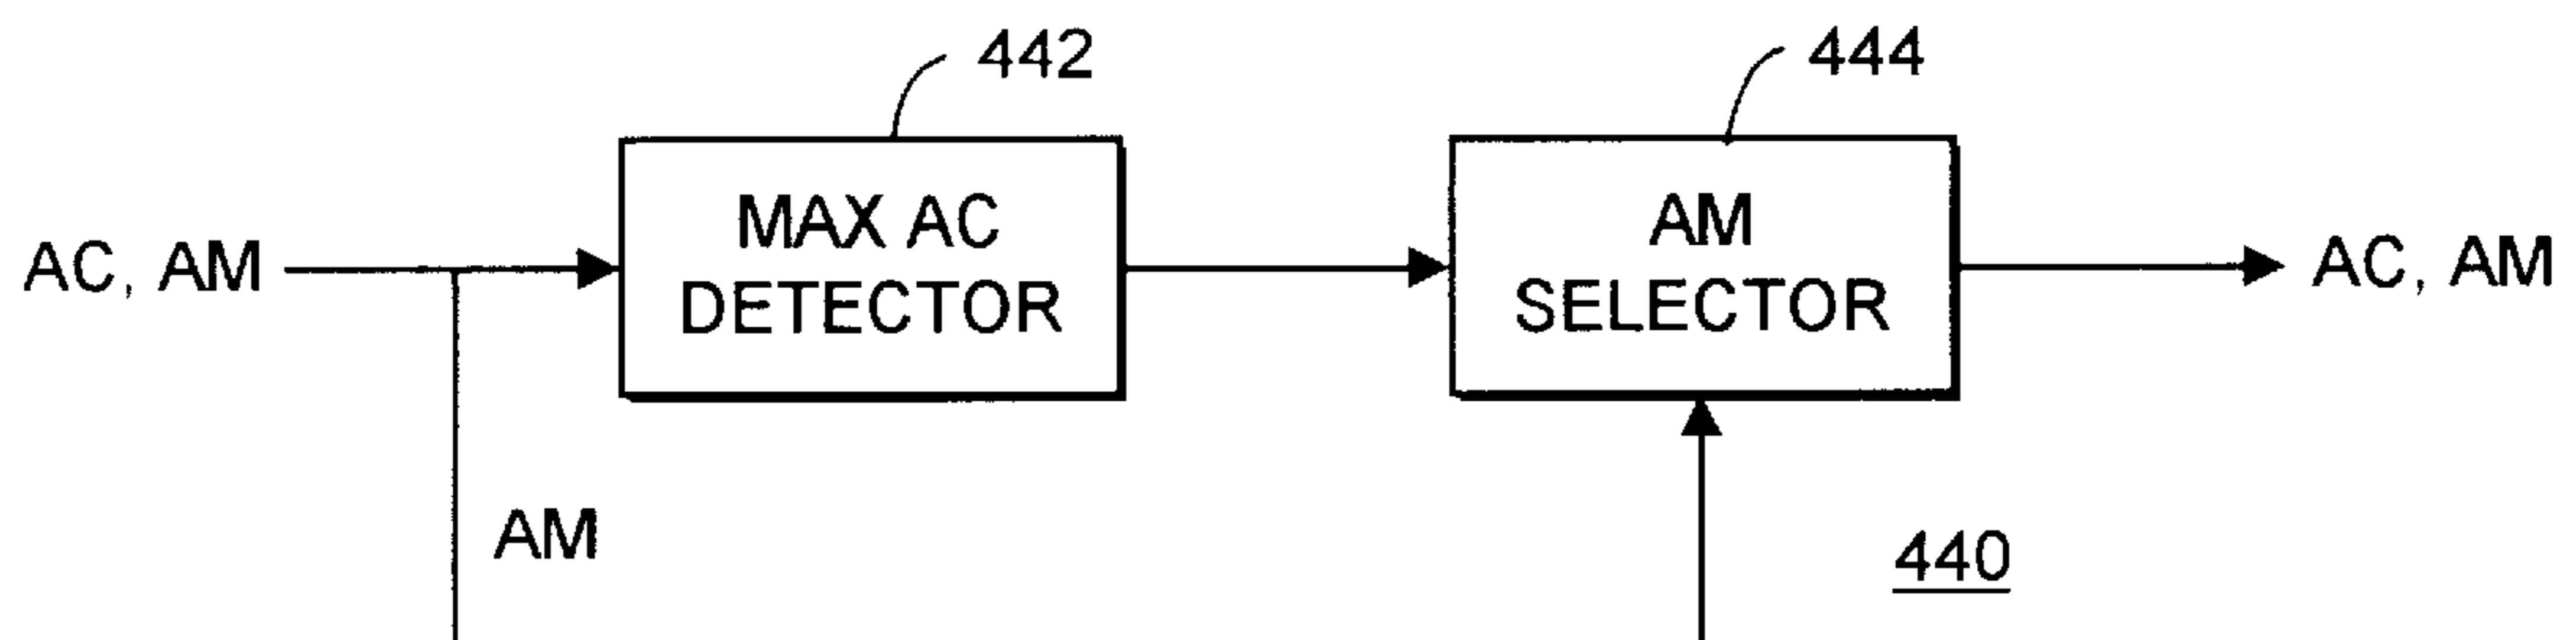 442
444
AC, AM
MAX AC
DETECTOR
AM
SELECTOR
AC, AM
AM
440